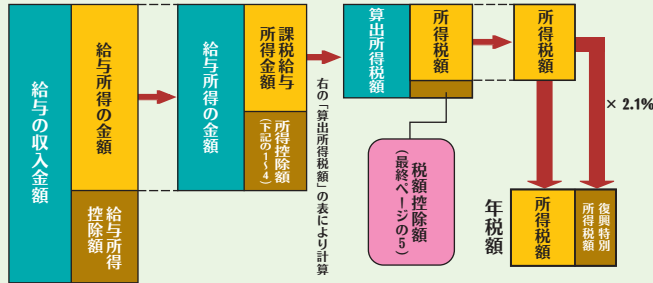 給与の収入金額
給与所得の金額
給与所得
控除額
給与所得の金額
課税給与
所得金額
所得控除額
(下記の1～4)
右の「算出所得税額」の表により計算
算出所得税額
所得税額
税額控除額
(最終ページの5)
所得税額
× 2.1%
年税額
所得税額
復興特別
所得税額